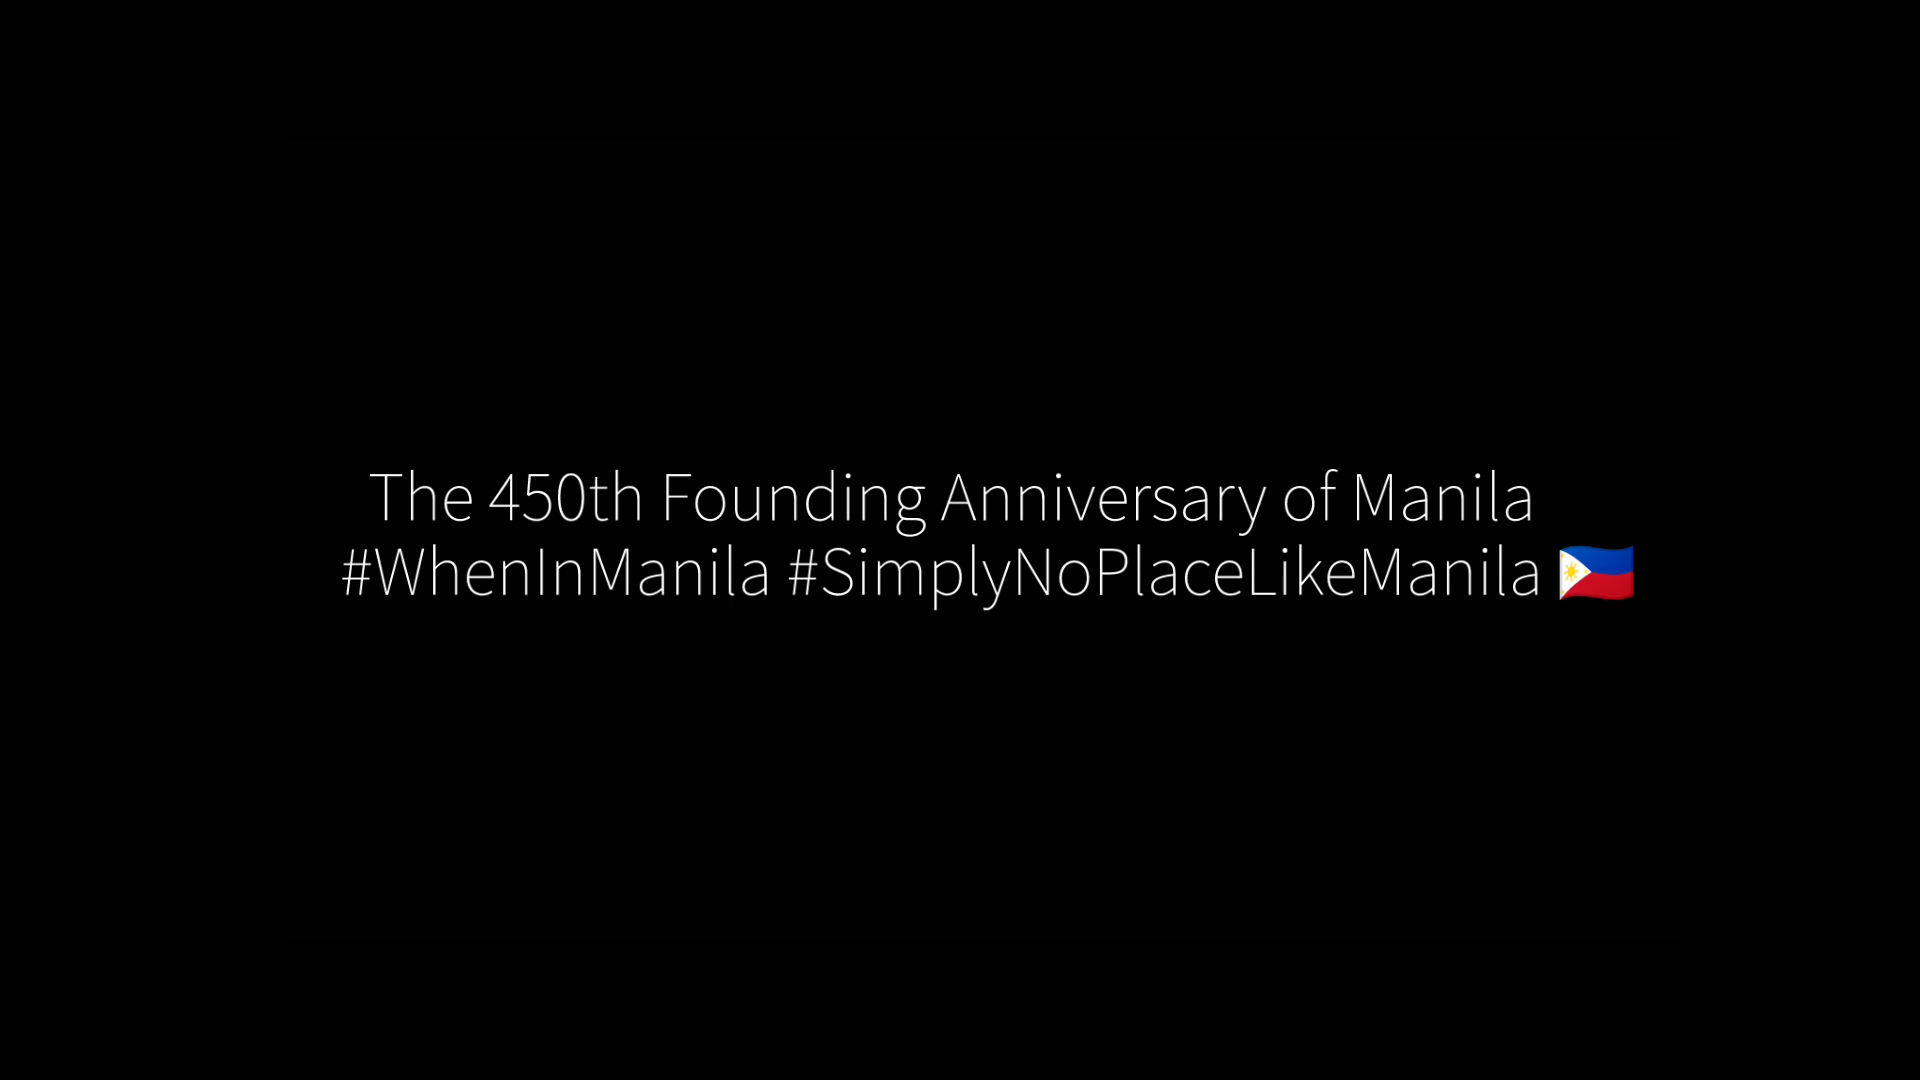 The 450th Founding Anniversary of Manila
#WhenInManila #SimplyNoPlaceLikeManila 🇵🇭